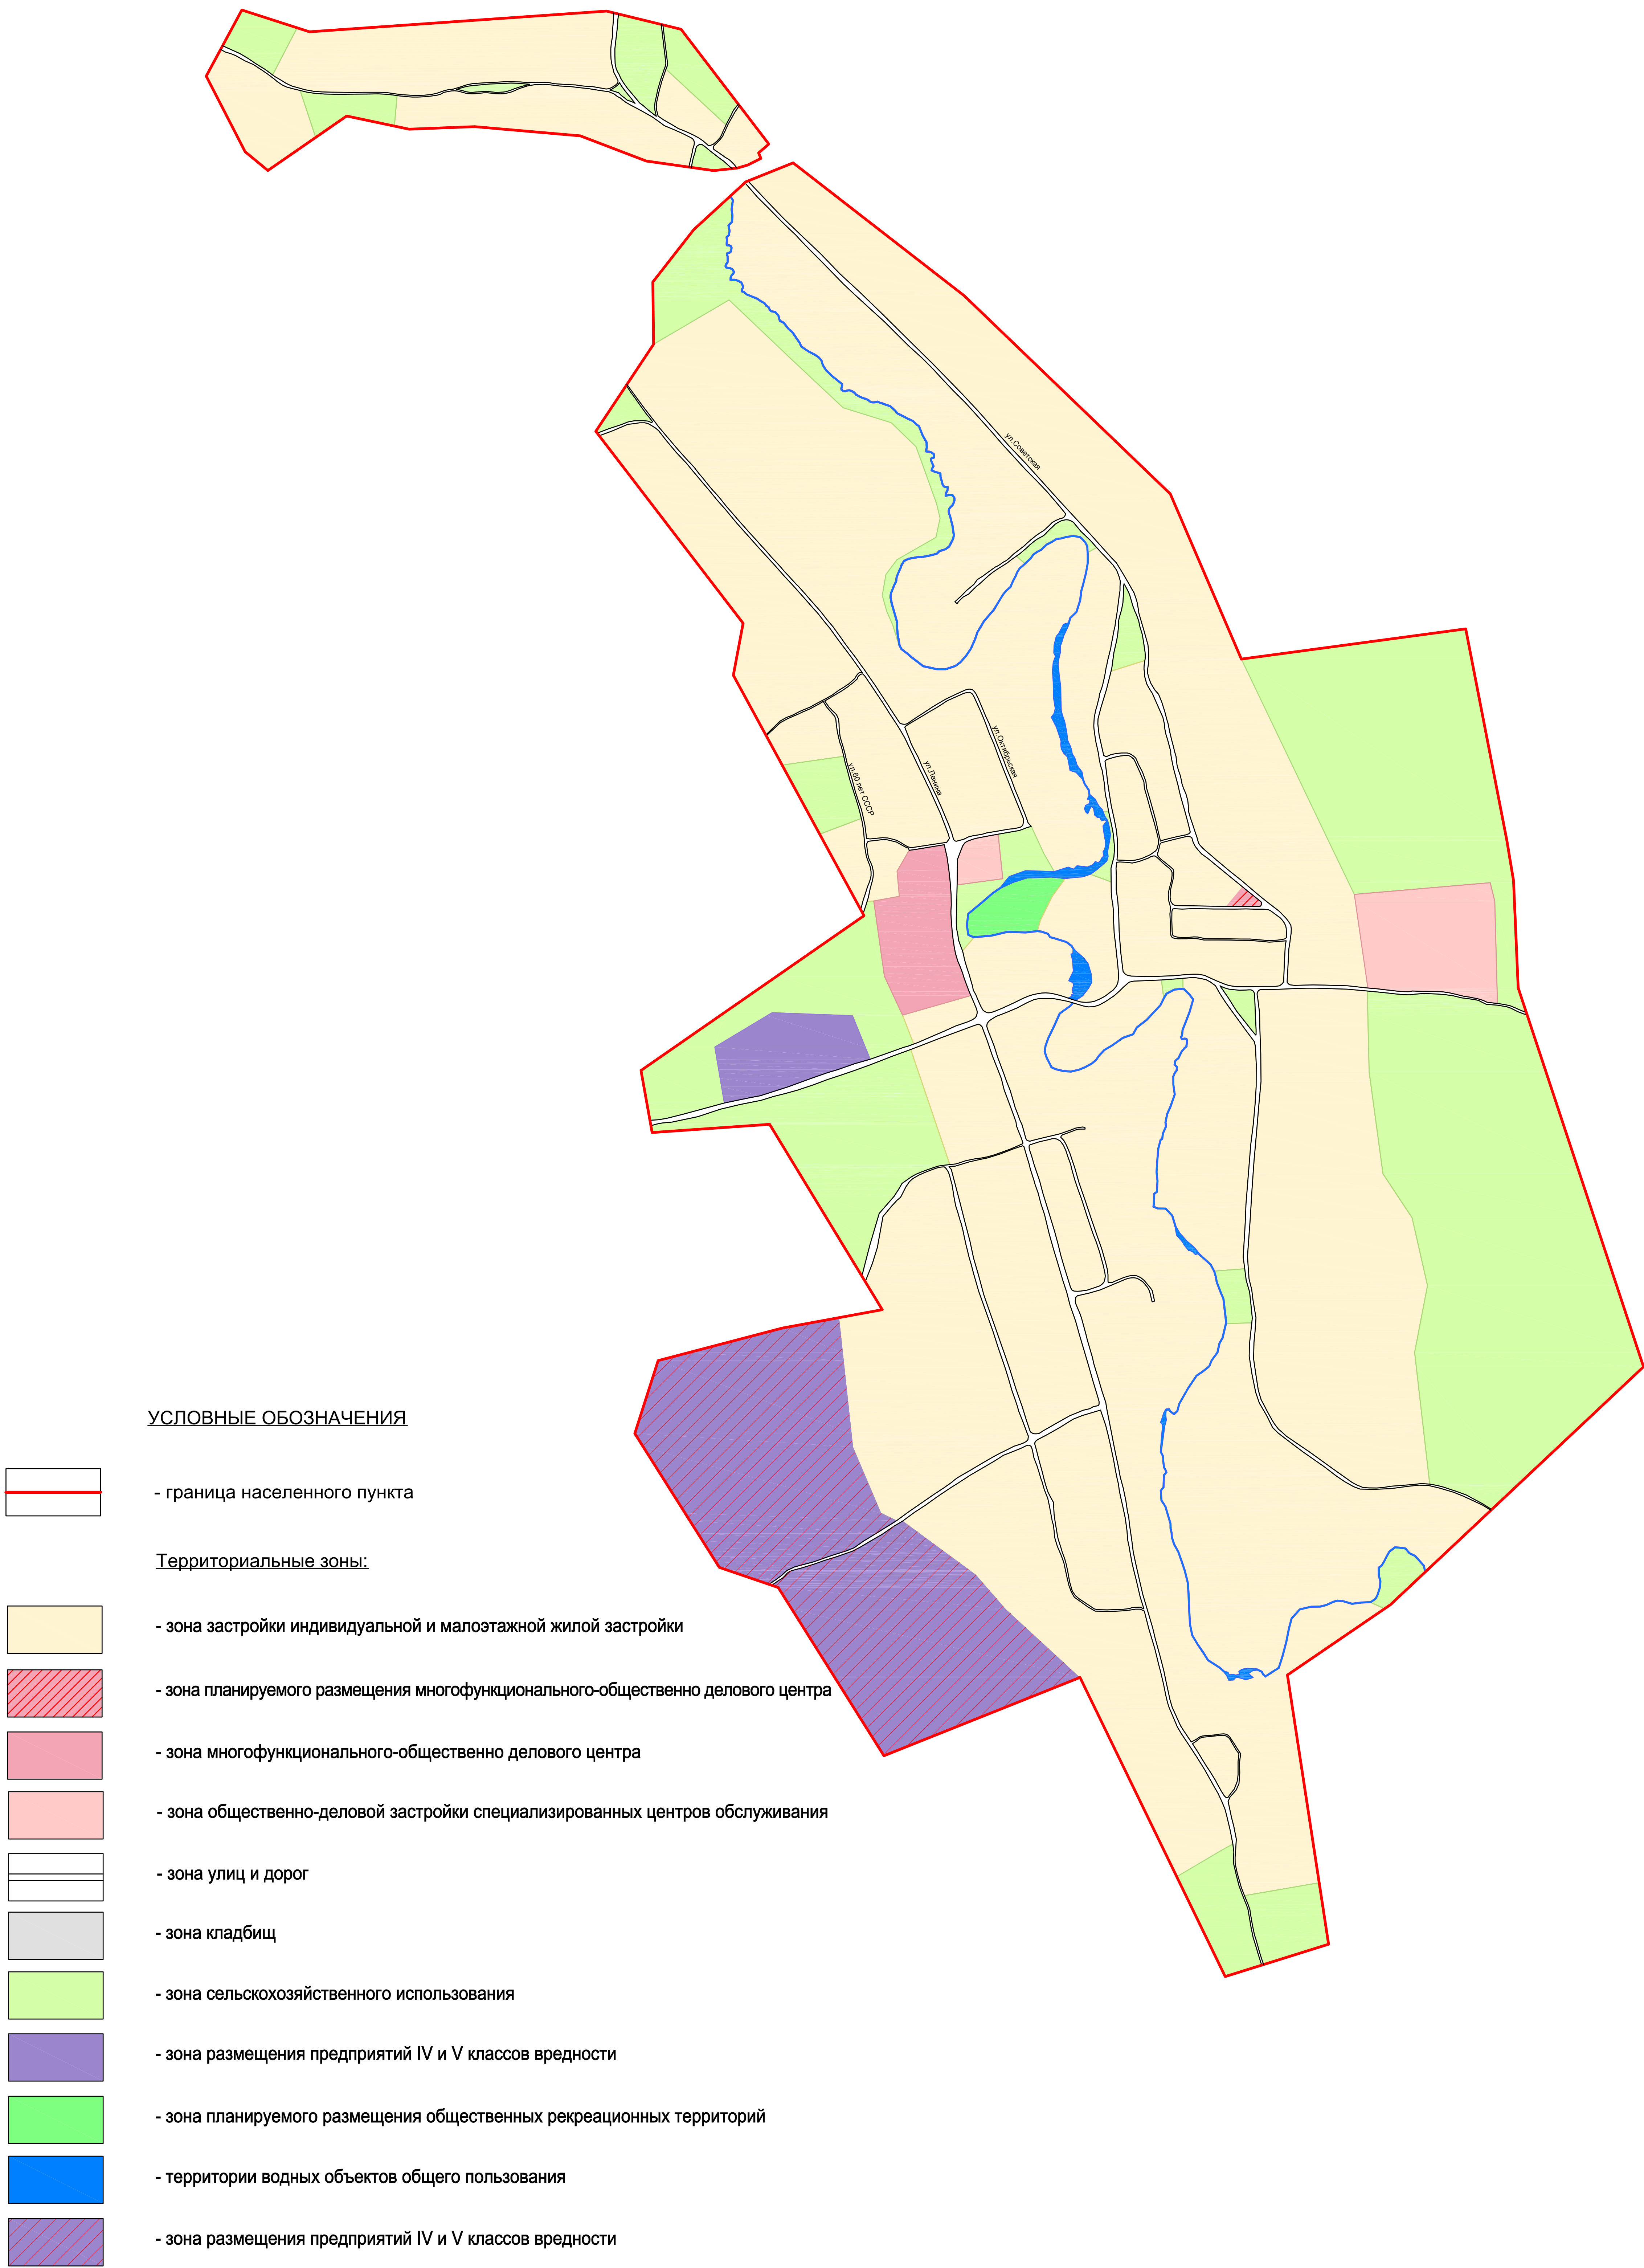 ул.Советская
ул.Октябрьская
ул.Ленина
ул.60 лет СССР
УСЛОВНЫЕ ОБОЗНАЧЕНИЯ
- граница населенного пункта
Территориальные зоны:
- зона застройки индивидуальной и малоэтажной жилой застройки
- зона планируемого размещения многофункционального-общественно делового центра
- зона многофункционального-общественно делового центра
- зона общественно-деловой застройки специализированных центров обслуживания
- зона улиц и дорог
- зона кладбищ
- зона сельскохозяйственного использования
- зона размещения предприятий IV и V классов вредности
- зона планируемого размещения общественных рекреационных территорий
- территории водных объектов общего пользования
- зона размещения предприятий IV и V классов вредности